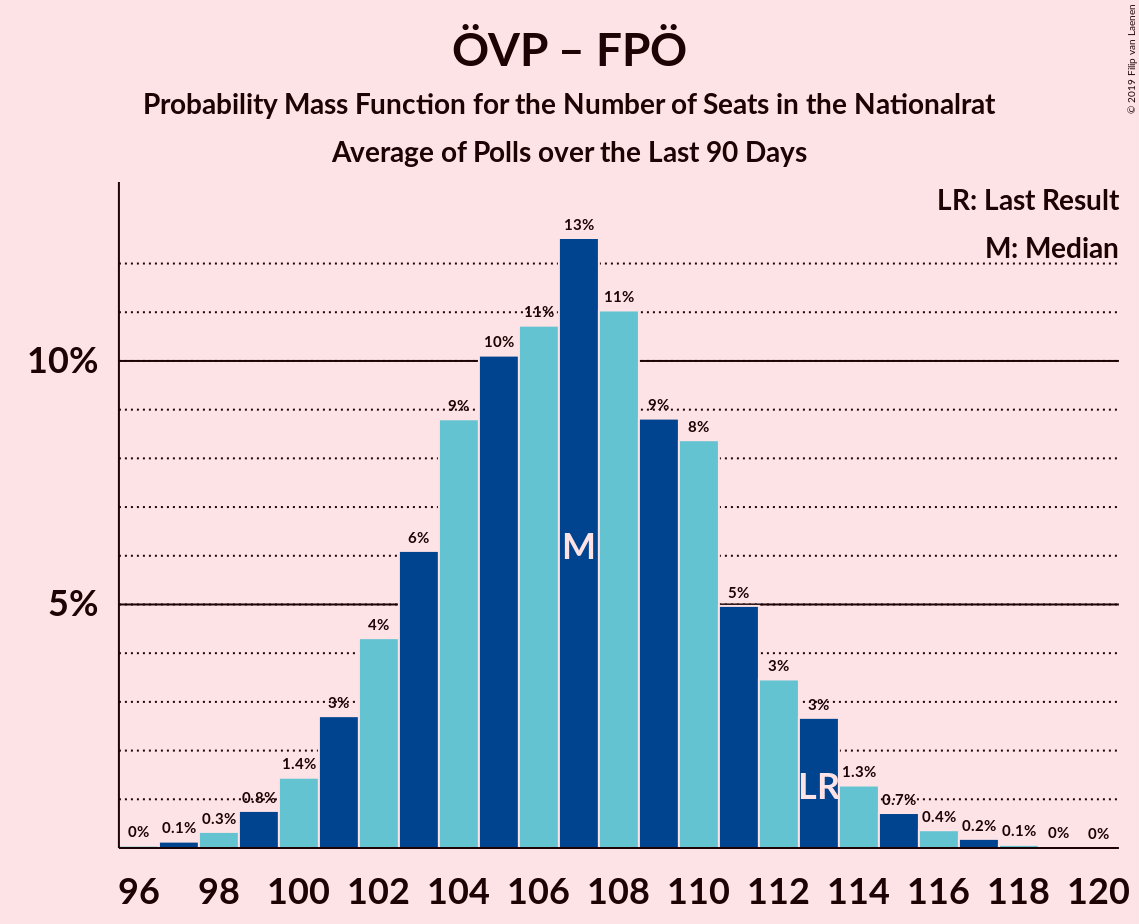 ÖVP – FPÖ
Probability Mass Function for the Number of Seats in the Nationalrat
Average of Polls over the Last 90 Days
© 2019 Filip van Laenen
LR: Last Result
M: Median
10%
5%
0% 0.1% 0.3% 0.8% 1.4% 3% 4% 6% 9% 10% 11% 13% 11% 9% 8% 5% 3% 3% 1.3% 0.7% 0.4% 0.2% 0.1% 0% 0%
M
LR
96 98 100 102 104 106 108 110 112 114 116 118 120